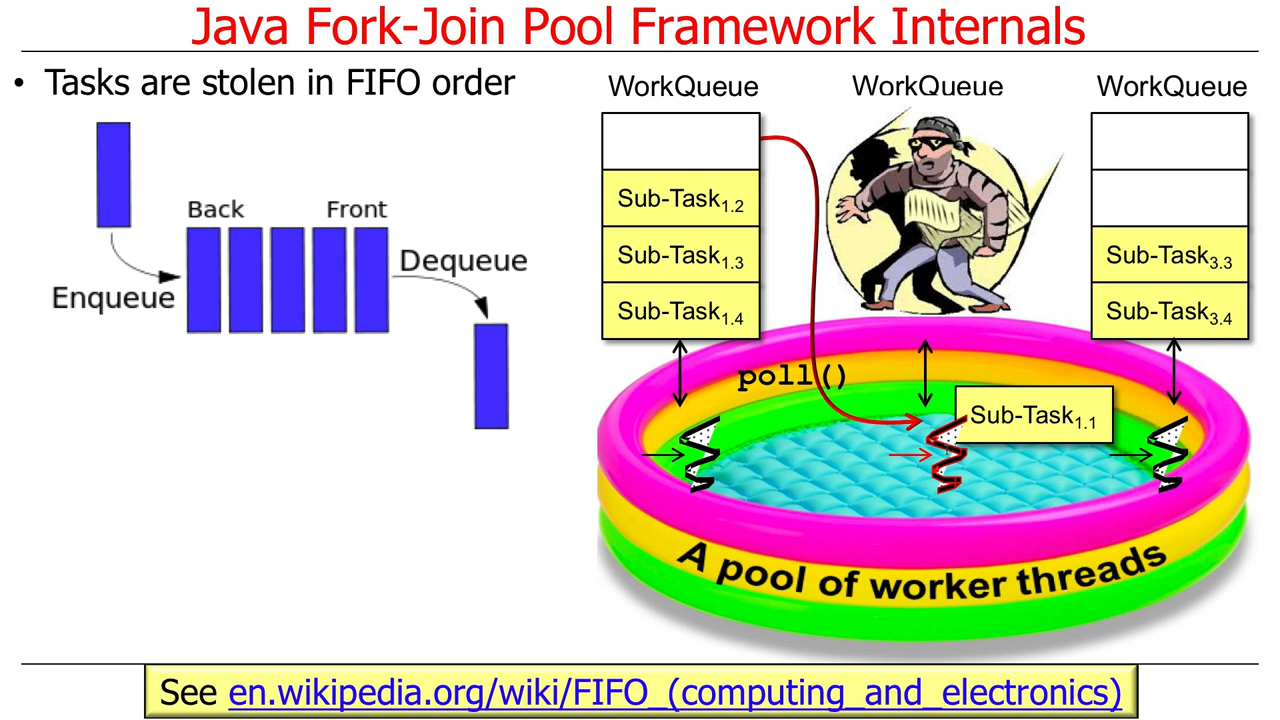 Java Fork-Join Pool Framework Internals
• Tasks are stolen in FIFO order
Back Front
Enqueue
Dequeue
WorkQueue WorkQueue WorkQueue
Sub-Task1.2
Sub-Task1.3
Sub-Task1.4
Sub-Task3.3
Sub-Task3.4
poll()
Sub-Task1.1
A pool of worker threads
See en.wikipedia.org/wiki/FIFO_(computing_and_electronics)